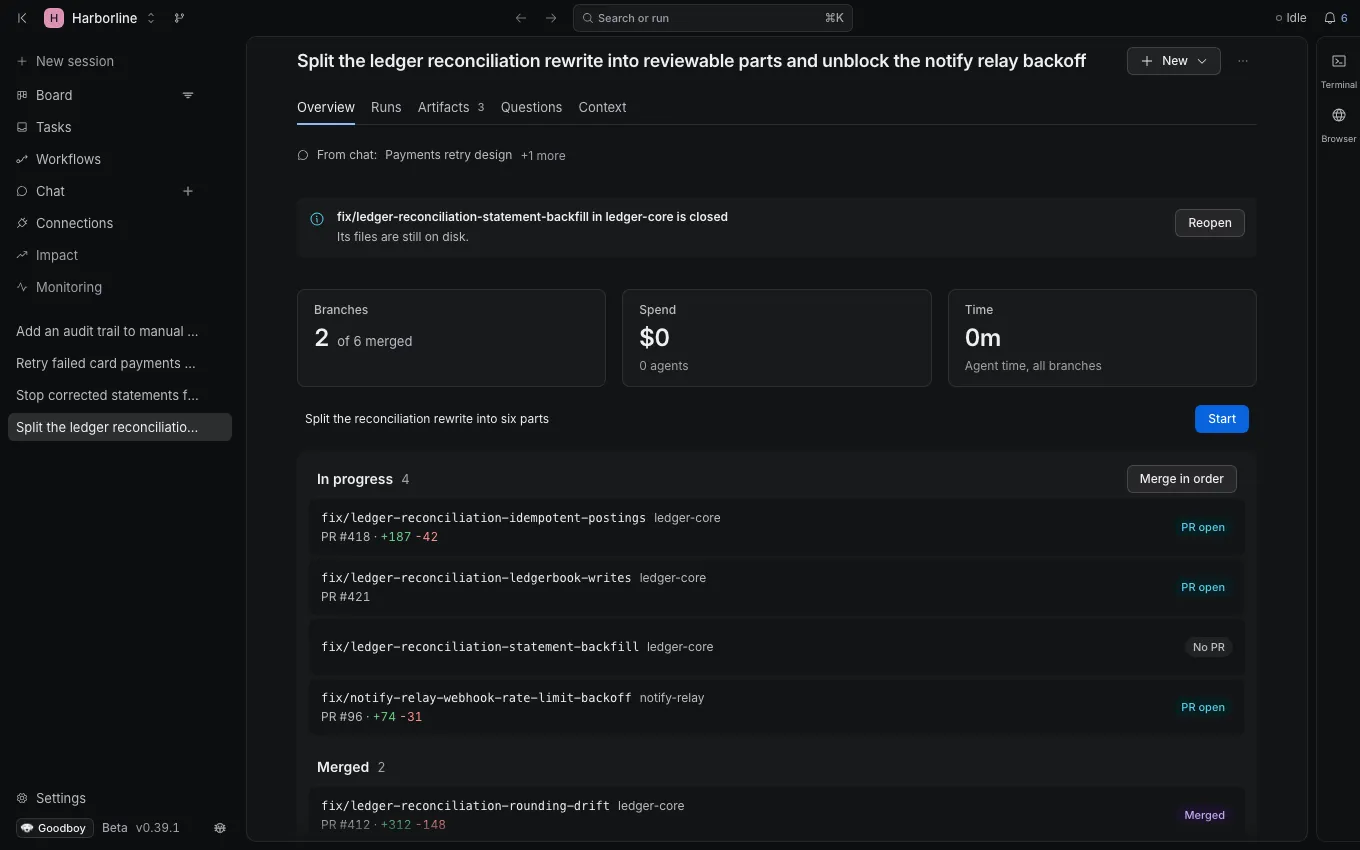 H Harborline
Search or run ⌘K
Idle 6
New session
Board
Tasks
Workflows
Chat
Connections
Impact
Monitoring
Add an audit trail to manual ...
Retry failed card payments ...
Stop corrected statements f...
Split the ledger reconciliatio...
Settings
Goodboy Beta v0.39.1
Split the ledger reconciliation rewrite into reviewable parts and unblock the notify relay backoff
New ...
Overview Runs Artifacts 3 Questions Context
From chat: Payments retry design +1 more
fix/ledger-reconciliation-statement-backfill in ledger-core is closed
Its files are still on disk.
Reopen
Branches
2 of 6 merged
Spend
$0
0 agents
Time
0m
Agent time, all branches
Split the reconciliation rewrite into six parts
Start
In progress 4
Merge in order
fix/ledger-reconciliation-idempotent-postings ledger-core
PR #418 · +187 -42
PR open
fix/ledger-reconciliation-ledgerbook-writes ledger-core
PR #421
PR open
fix/ledger-reconciliation-statement-backfill ledger-core
No PR
fix/notify-relay-webhook-rate-limit-backoff notify-relay
PR #96 · +74 -31
PR open
Merged 2
fix/ledger-reconciliation-rounding-drift ledger-core
PR #412 · +312 -148
Merged
Terminal
Browser